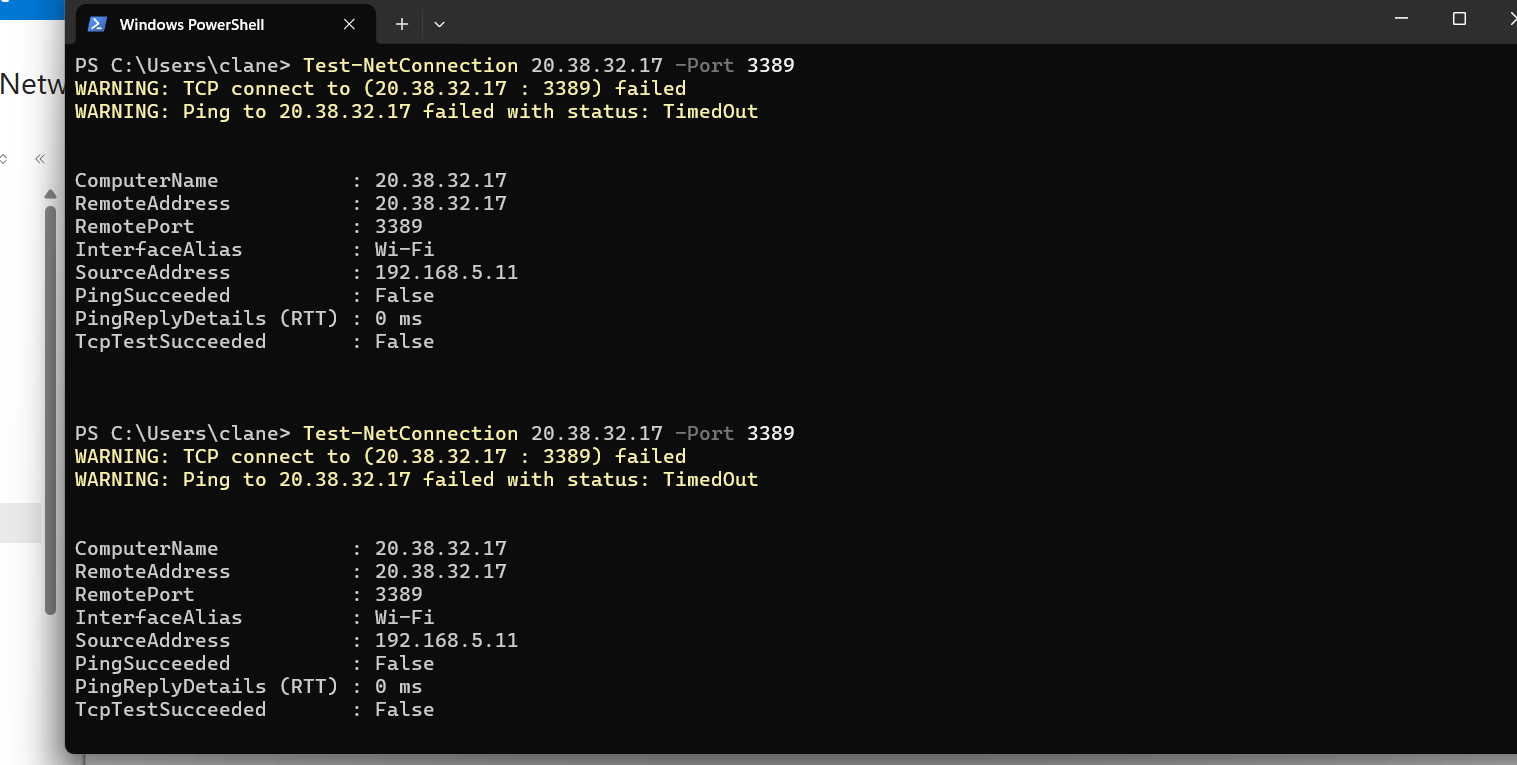 Windows PowerShell
Netw
PS C:\Users\clane> Test-NetConnection 20.38.32.17 -Port 3389
WARNING: TCP connect to (20.38.32.17 : 3389) failed
WARNING: Ping to 20.38.32.17 failed with status: TimedOut
ComputerName : 20.38.32.17
RemoteAddress : 20.38.32.17
RemotePort : 3389
InterfaceAlias : Wi-Fi
SourceAddress : 192.168.5.11
PingSucceeded : False
PingReplyDetails (RTT) : 0 ms
TcpTestSucceeded : False
PS C:\Users\clane> Test-NetConnection 20.38.32.17 -Port 3389
WARNING: TCP connect to (20.38.32.17 : 3389) failed
WARNING: Ping to 20.38.32.17 failed with status: TimedOut
ComputerName : 20.38.32.17
RemoteAddress : 20.38.32.17
RemotePort : 3389
InterfaceAlias : Wi-Fi
SourceAddress : 192.168.5.11
PingSucceeded : False
PingReplyDetails (RTT) : 0 ms
TcpTestSucceeded : False